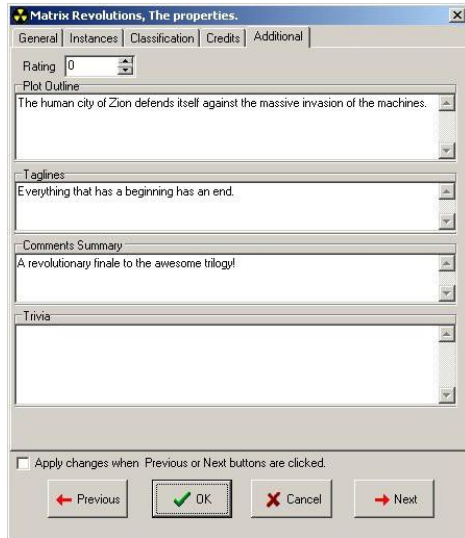 Matrix Revolutions, The properties.
General Instances Classification Credits Additional
Rating 0
Plot Outline
The human city of Zion defends itself against the massive invasion of the machines.
Taglines
Everything that has a beginning has an end.
Comments Summary
A revolutionary finale to the awesome trilogy!
Trivia
Apply changes when Previous or Next buttons are clicked.
Previous OK Cancel Next